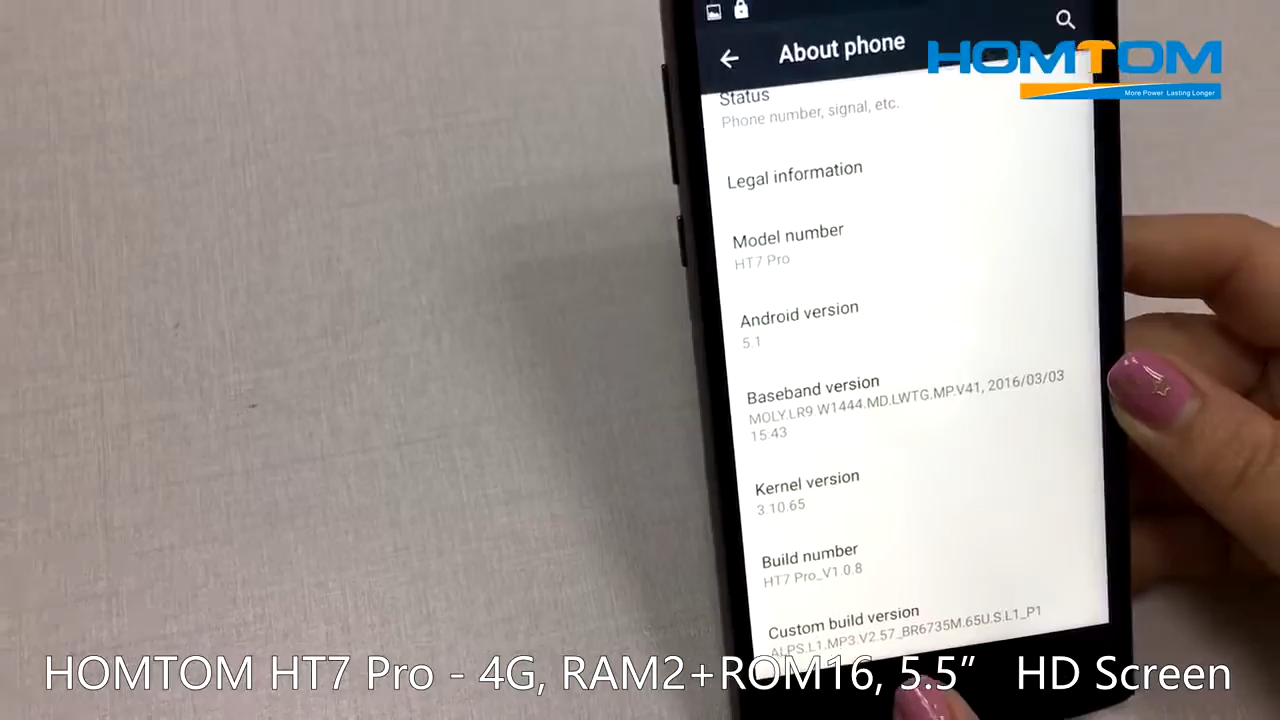 About phone
HOMTOM
More Power Lasting Longer
Status
Phone number, signal, etc.
Legal information
Model number
HT7 Pro
Android version
5.1
Baseband version
MOLY.LR9 W1444.MD.LWTG.MP.V41, 2016/03/03
15:43
Kernel version
3.10.65
Build number
HT7 Pro_V1.0.8
Custom build version
ALPS.L1.MP3.V2.57_BR6735M.65U.S.L1_P1
HOMTOM HT7 Pro - 4G, RAM2+ROM16, 5.5” HD Screen